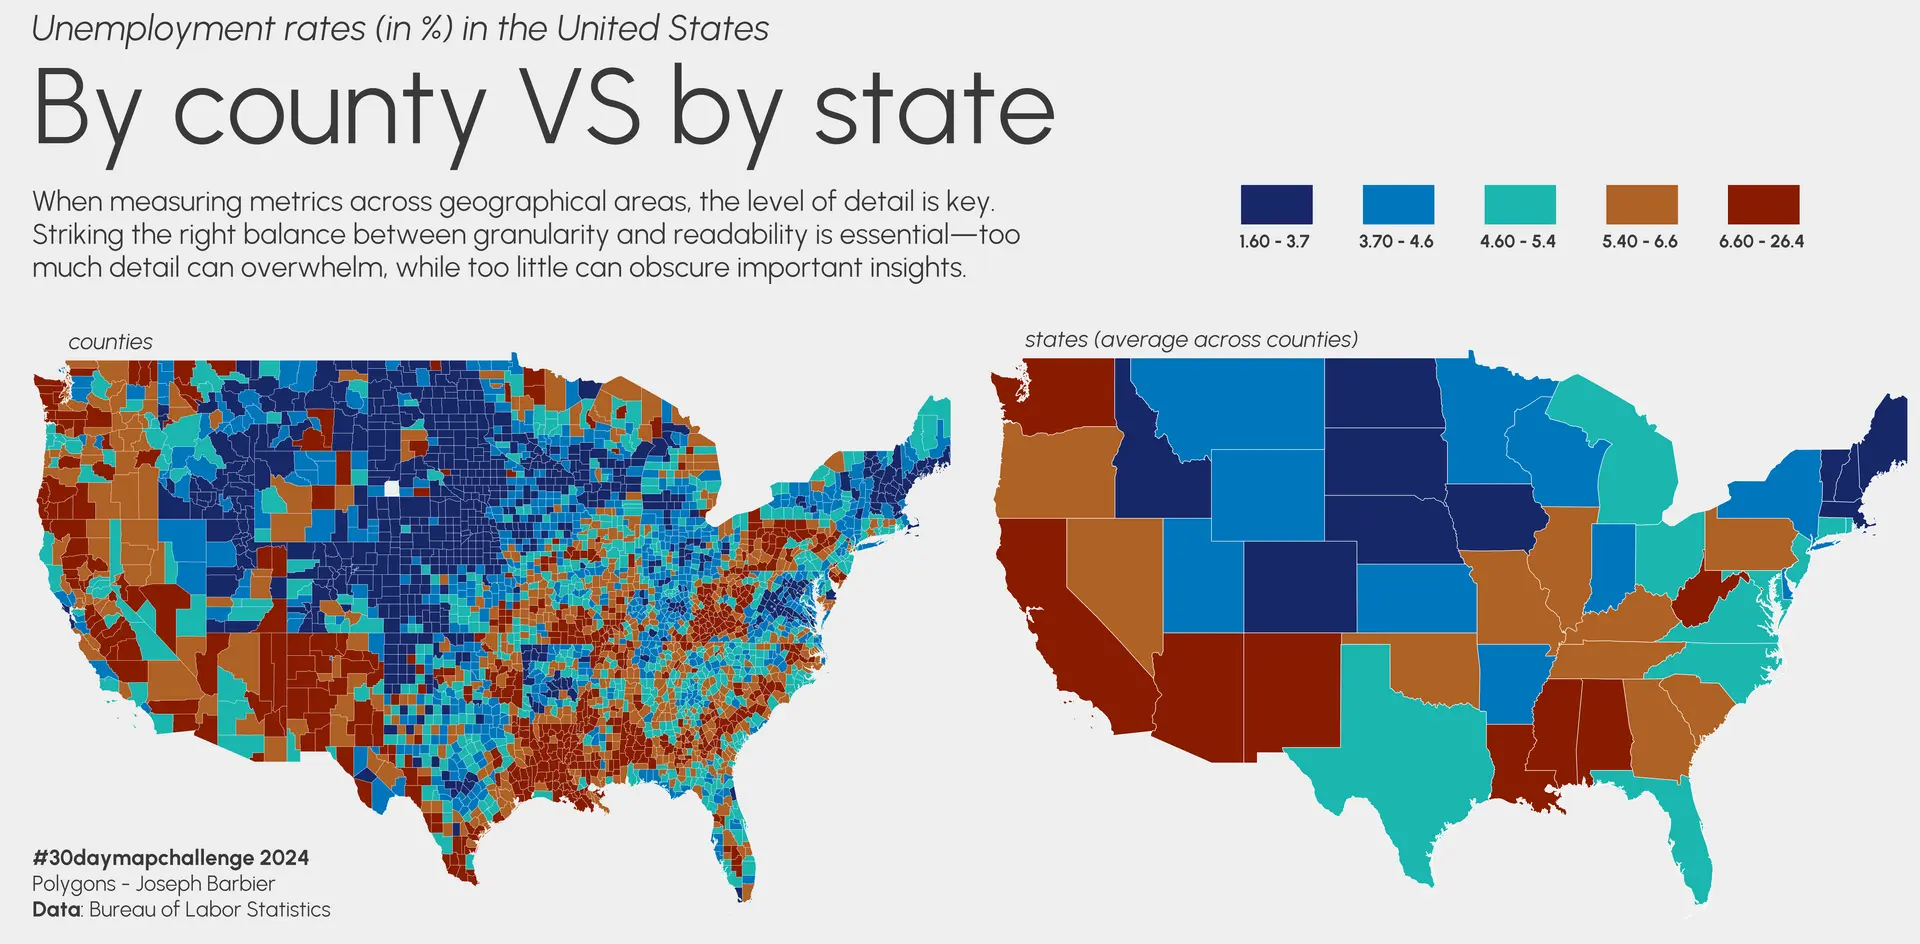 Unemployment rates (in %) in the United States
By county VS by state
When measuring metrics across geographical areas, the level of detail is key.
Striking the right balance between granularity and readability is essential—too
much detail can overwhelm, while too little can obscure important insights.
1.60 - 3.7
3.70 - 4.6
4.60 - 5.4
5.40 - 6.6
6.60 - 26.4
counties
states (average across counties)
#30daymapchallenge 2024
Polygons - Joseph Barbier
Data: Bureau of Labor Statistics